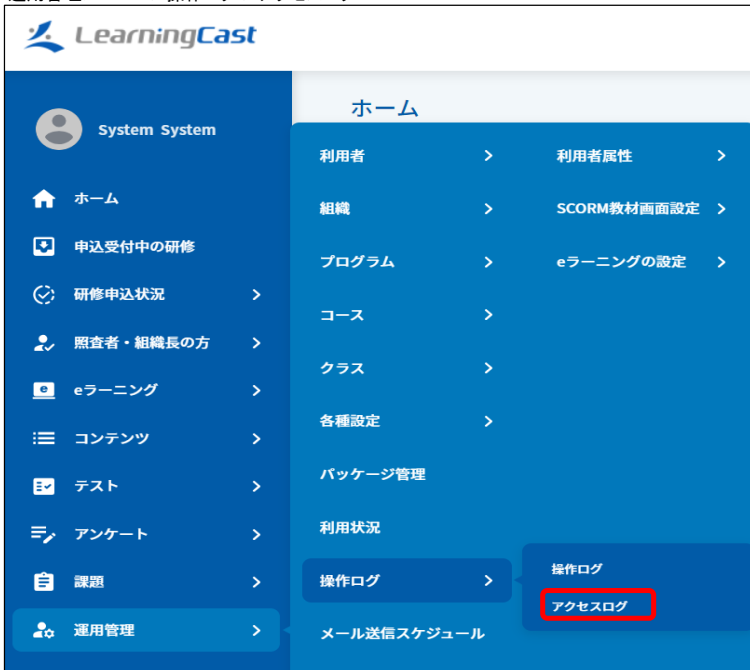 LearningCast
System System
ホーム
申込受付中の研修
研修申込状況
照査者・組織長の方
eラーニング
コンテンツ
テスト
アンケート
課題
運用管理
ホーム
利用者
組織
プログラム
コース
クラス
各種設定
パッケージ管理
利用状況
操作ログ
メール送信スケジュール
利用者属性
SCORM教材画面設定
eラーニングの設定
操作ログ
アクセスログ